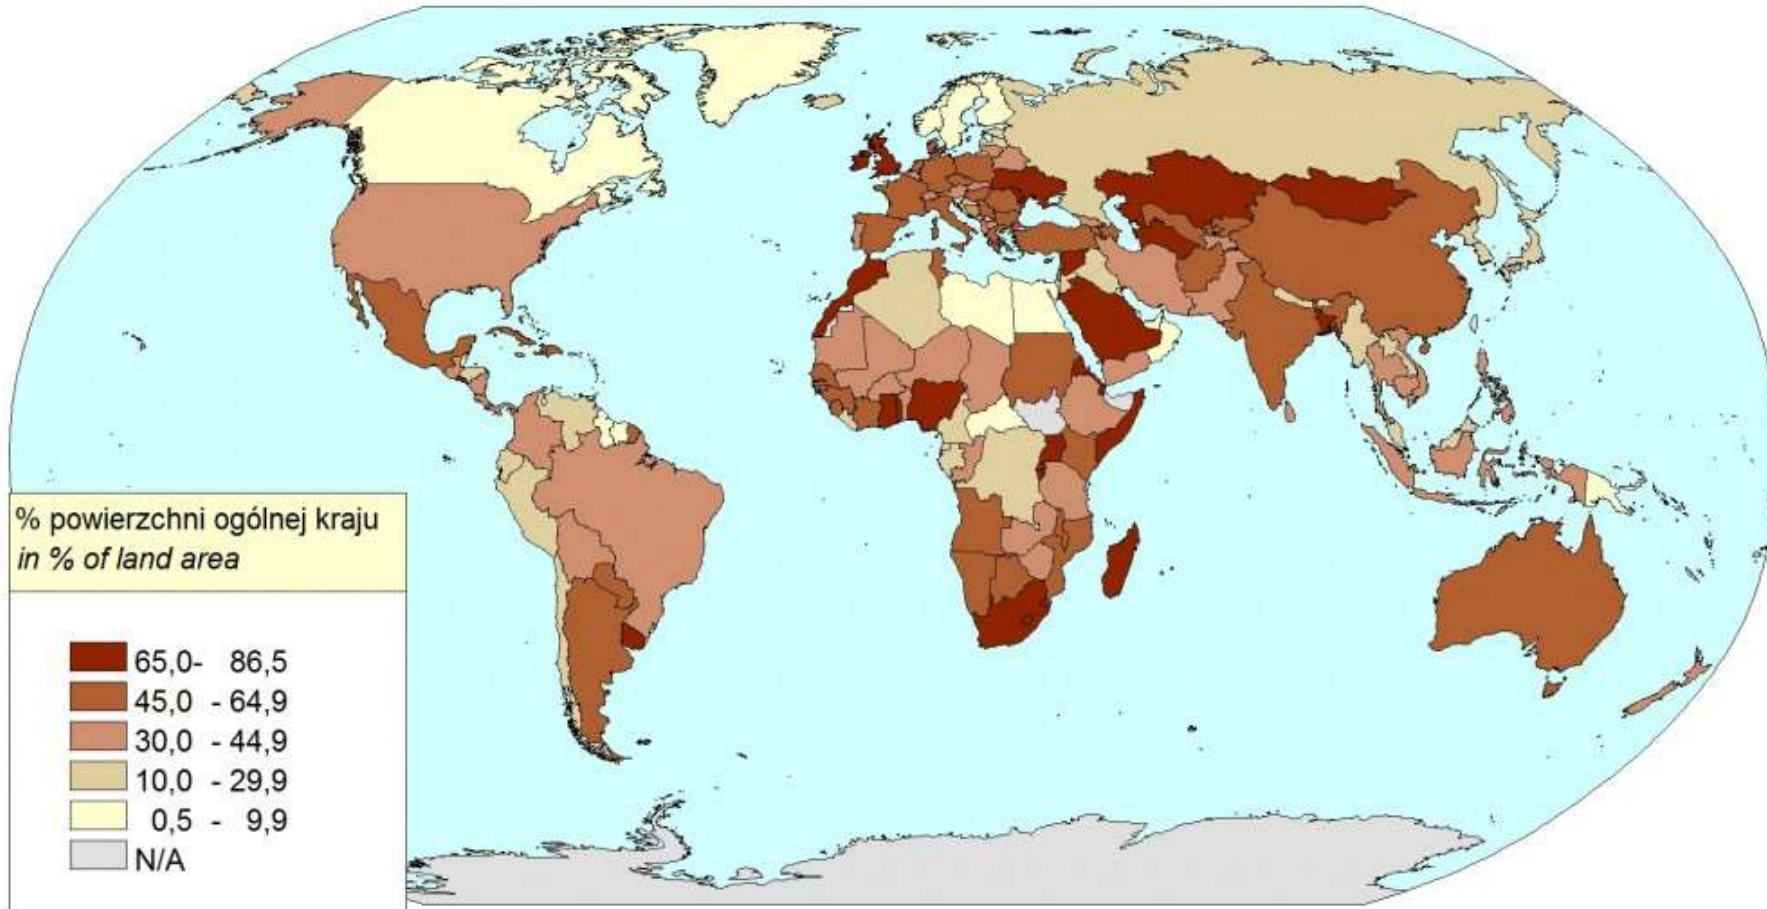 % powierzchni ogólnej kraju
in % of land area
65,0- 86,5
45,0 - 64,9
30,0 - 44,9
10,0 - 29,9
0,5 - 9,9
N/A